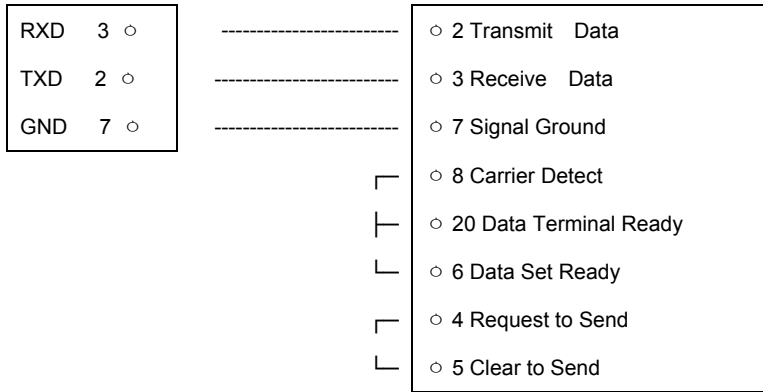 RXD 3 ○ -------------------------- ○ 2 Transmit Data
TXD 2 ○ --------------------------- ○ 3 Receive Data
GND 7 ○ --------------------------- ○ 7 Signal Ground
○ 8 Carrier Detect
○ 20 Data Terminal Ready
○ 6 Data Set Ready
○ 4 Request to Send
○ 5 Clear to Send